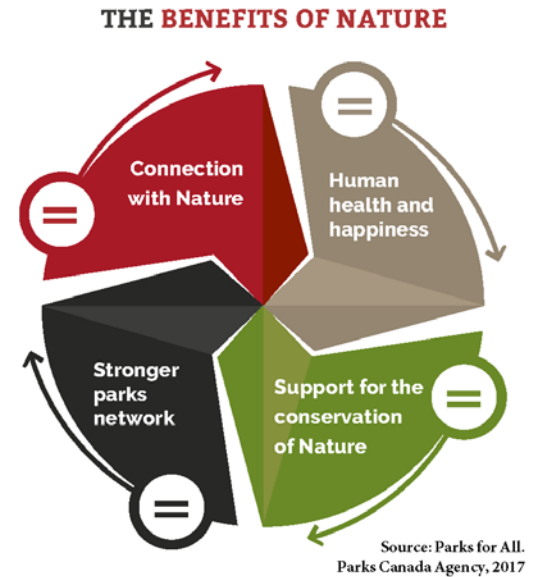 THE BENEFITS OF NATURE
Connection
with Nature
=
Human
health and
happiness
=
Support for the
conservation
of Nature
=
Stronger
parks
network
=
Source: Parks for All.
Parks Canada Agency, 2017